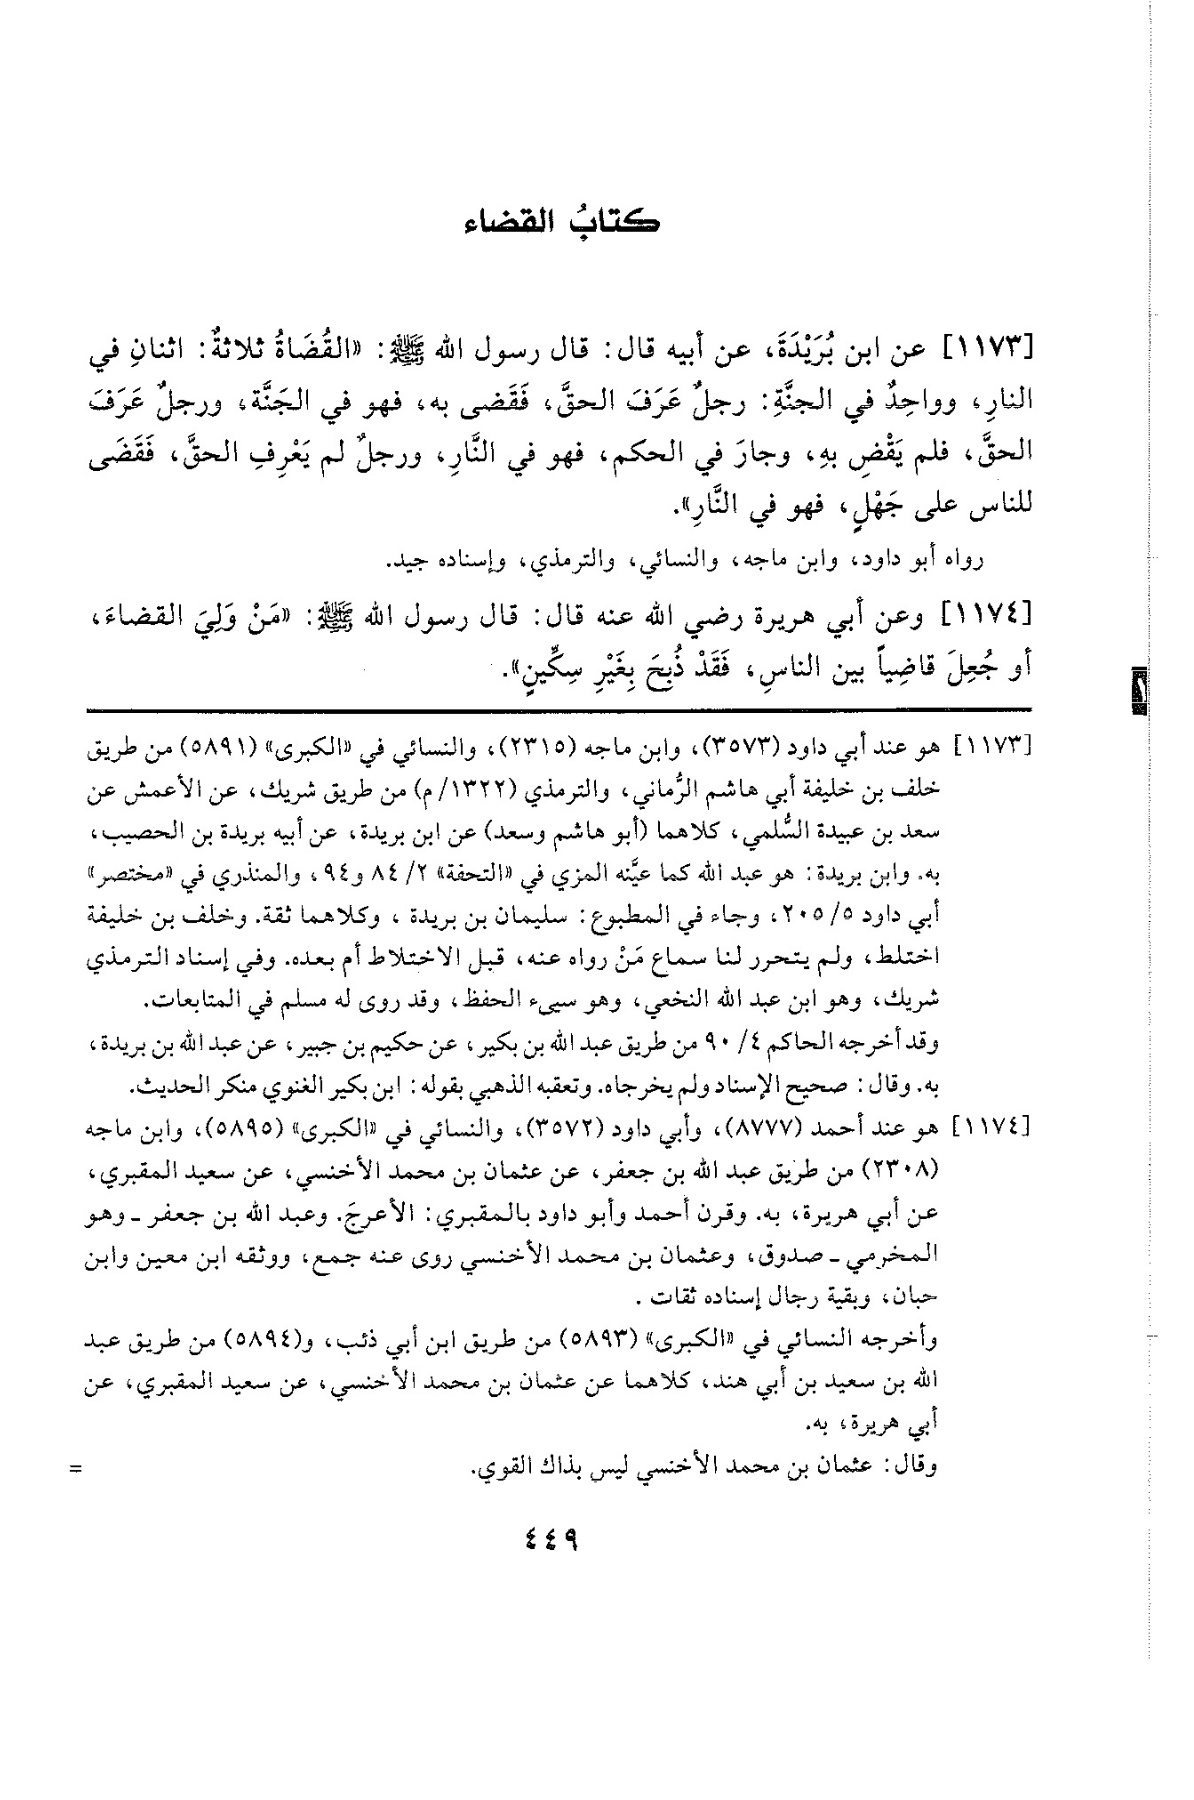 كتابُ القضاء
[١١٧٣] عن ابن بُرَيْدَةَ، عن أبيه قال: قال رسول الله ﷺ: «القُضَاةُ ثلاثةٌ: اثنانِ في
النارِ، وواحِدٌ في الجنَّةِ: رجلٌ عَرَفَ الحقَّ، فَقَضى به، فهو في الجَنَّة، ورجلٌ عَرَفَ
الحقَّ، فلم يَقْضِ بهِ، وجارَ في الحكم، فهو في النَّارِ، ورجلٌ لم يَعْرِفِ الحقَّ، فَقَضَى
للناس على جَهْلٍ، فهو في النَّارِ».
رواه أبو داود، وابن ماجه، والنسائي، والترمذي، وإسناده جيد.
[١١٧٤] وعن أبي هريرة رضي الله عنه قال: قال رسول الله ﷺ: «مَنْ وَلِيَ القضاءَ،
أو جُعِلَ قاضِياً بين الناسِ، فَقَدْ ذُبِحَ بِغَيْرِ سِكِّينٍ».
[١١٧٣] هو عند أبي داود (٣٥٧٣)، وابن ماجه (٢٣١٥)، والنسائي في «الكبرى» (٥٨٩١) من طريق
خلف بن خليفة أبي هاشم الرُّماني، والترمذي (١٣٢٢/م) من طريق شريك، عن الأعمش عن
سعد بن عبيدة السُّلمي، كلاهما (أبو هاشم وسعد) عن ابن بريدة، عن أبيه بريدة بن الحصيب،
به. وابن بريدة: هو عبد الله كما عيَّنه المزي في «التحفة» ٢/ ٨٤ و٩٤، والمنذري في «مختصر»
أبي داود ٥/ ٢٠٥، وجاء في المطبوع: سليمان بن بريدة ، وكلاهما ثقة. وخلف بن خليفة
اختلط، ولم يتحرر لنا سماع مَنْ رواه عنه، قبل الاختلاط أم بعده. وفي إسناد الترمذي
شريك، وهو ابن عبد الله النخعي، وهو سيىء الحفظ، وقد روى له مسلم في المتابعات.
وقد أخرجه الحاكم ٤/ ٩٠ من طريق عبد الله بن بكير، عن حكيم بن جبير، عن عبد الله بن بريدة،
به. وقال: صحيح الإسناد ولم يخرجاه. وتعقبه الذهبي بقوله: ابن بكير الغنوي منكر الحديث.
[١١٧٤] هو عند أحمد (٨٧٧٧)، وأبي داود (٣٥٧٢)، والنسائي في «الكبرى» (٥٨٩٥)، وابن ماجه
(٢٣٠٨) من طريق عبد الله بن جعفر، عن عثمان بن محمد الأخنسي، عن سعيد المقبري،
عن أبي هريرة، به. وقرن أحمد وأبو داود بالمقبري: الأعرجَ. وعبد الله بن جعفر ـ وهو
المخرمي ـ صدوق، وعثمان بن محمد الأخنسي روى عنه جمع، ووثقه ابن معين وابن
حبان، وبقية رجال إسناده ثقات .
وأخرجه النسائي في «الكبرى» (٥٨٩٣) من طريق ابن أبي ذئب، و(٥٨٩٤) من طريق عبد
الله بن سعيد بن أبي هند، كلاهما عن عثمان بن محمد الأخنسي، عن سعيد المقبري، عن
أبي هريرة، به.
وقال: عثمان بن محمد الأخنسي ليس بذاك القوي. =
٤٤٩